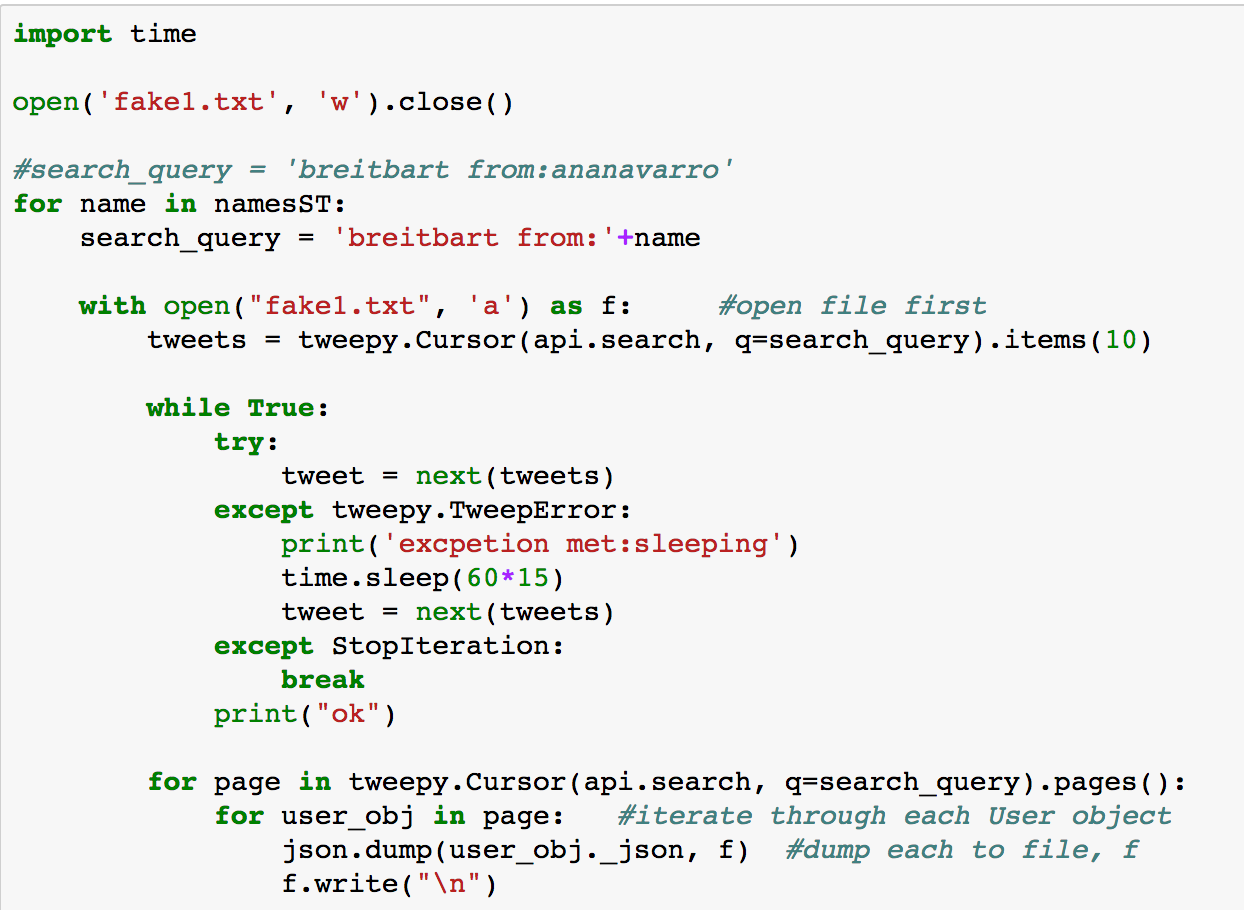 import time
open('fake1.txt', 'w').close()
#search_query = 'breitbart from:ananavarro'
for name in namesST:
search_query = 'breitbart from:'+name
with open("fake1.txt", 'a') as f: #open file first
tweets = tweepy.Cursor(api.search, q=search_query).items(10)
while True:
try:
tweet = next(tweets)
except tweepy.TweepError:
print('excpetion met:sleeping')
time.sleep(60*15)
tweet = next(tweets)
except StopIteration:
break
print("ok")
for page in tweepy.Cursor(api.search, q=search_query).pages():
for user_obj in page: #iterate through each User object
json.dump(user_obj._json, f) #dump each to file, f
f.write("\n")